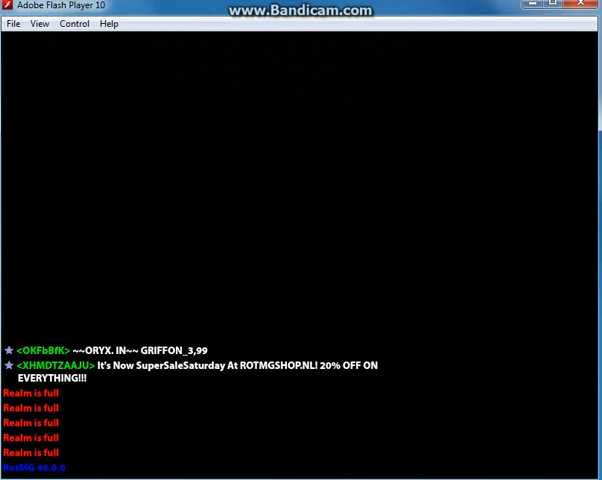 Adobe Flash Player 10
www.Bandicam.com
File View Control Help
<OKFbBfK> ~~ORYX. IN~~ GRIFFON_3,99
<XHMDTZAAJU> It's Now SuperSaleSaturday At ROTMGSHOP.NL! 20% OFF ON
EVERYTHING!!!
Realm is full
Realm is full
Realm is full
Realm is full
Realm is full
RotMG #6.0.0